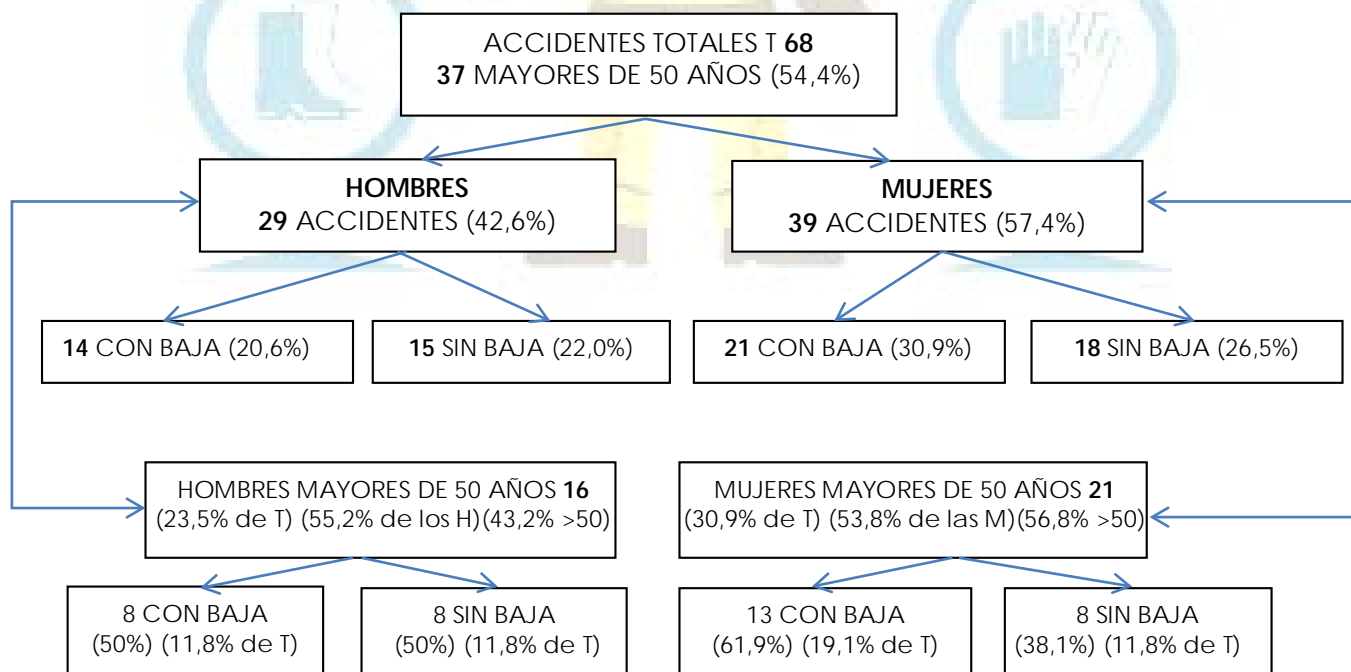 ACCIDENTES TOTALES T 68
37 MAYORES DE 50 AÑOS (54,4%)
HOMBRES
29 ACCIDENTES (42,6%)
MUJERES
39 ACCIDENTES (57,4%)
14 CON BAJA (20,6%)
15 SIN BAJA (22,0%)
21 CON BAJA (30,9%)
18 SIN BAJA (26,5%)
HOMBRES MAYORES DE 50 AÑOS 16
(23,5% de T) (55,2% de los H)(43,2% >50)
MUJERES MAYORES DE 50 AÑOS 21
(30,9% de T) (53,8% de las M)(56,8% >50)
8 CON BAJA
(50%) (11,8% de T)
8 SIN BAJA
(50%) (11,8% de T)
13 CON BAJA
(61,9%) (19,1% de T)
8 SIN BAJA
(38,1%) (11,8% de T)